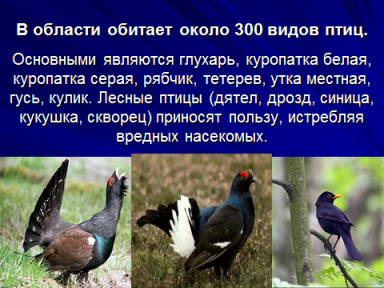 В области обитает около 300 видов птиц.
Основными являются глухарь, куропатка белая,
куропатка серая, рябчик, тетерев, утка местная,
гусь, кулик. Лесные птицы (дятел, дрозд, синица,
кукушка, скворец) приносят пользу, истребляя
вредных насекомых.